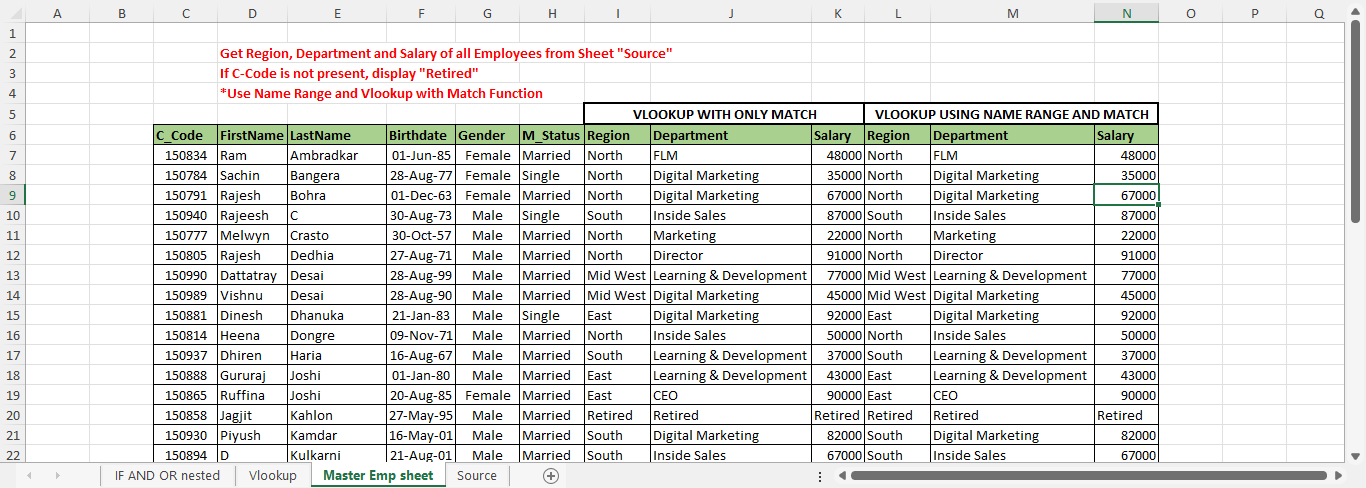 A B C D E F G H I J K L M N O P Q
1
2 Get Region, Department and Salary of all Employees from Sheet "Source"
3 If C-Code is not present, display "Retired"
4 *Use Name Range and Vlookup with Match Function
5 VLOOKUP WITH ONLY MATCH VLOOKUP USING NAME RANGE AND MATCH
6 C_Code FirstName LastName Birthdate Gender M_Status Region Department Salary Region Department Salary
7 150834 Ram Ambradkar 01-Jun-85 Female Married North FLM 48000 North FLM 48000
8 150784 Sachin Bangera 28-Aug-77 Female Single North Digital Marketing 35000 North Digital Marketing 35000
9 150791 Rajesh Bohra 01-Dec-63 Female Married North Digital Marketing 67000 North Digital Marketing 67000
10 150940 Rajeesh C 30-Aug-73 Male Single South Inside Sales 87000 South Inside Sales 87000
11 150777 Melwyn Crasto 30-Oct-57 Male Married North Marketing 22000 North Marketing 22000
12 150805 Rajesh Dedhia 27-Aug-71 Male Married North Director 91000 North Director 91000
13 150990 Dattatray Desai 28-Aug-99 Male Married Mid West Learning & Development 77000 Mid West Learning & Development 77000
14 150989 Vishnu Desai 28-Aug-90 Male Married Mid West Digital Marketing 45000 Mid West Digital Marketing 45000
15 150881 Dinesh Dhanuka 21-Jan-83 Male Single East Digital Marketing 92000 East Digital Marketing 92000
16 150814 Heena Dongre 09-Nov-71 Male Married North Inside Sales 50000 North Inside Sales 50000
17 150937 Dhiren Haria 16-Aug-67 Male Married South Learning & Development 37000 South Learning & Development 37000
18 150888 Gururaj Joshi 01-Jan-80 Male Married East Learning & Development 43000 East Learning & Development 43000
19 150865 Ruffina Joshi 20-Aug-85 Female Married East CEO 90000 East CEO 90000
20 150858 Jagjit Kahlon 27-May-95 Male Married Retired Retired Retired Retired Retired Retired
21 150930 Piyush Kamdar 16-May-01 Male Married South Digital Marketing 82000 South Digital Marketing 82000
22 150894 D Kulkarni 21-Aug-01 Male Married South Inside Sales 67000 South Inside Sales 67000
IF AND OR nested Vlookup Master Emp sheet Source